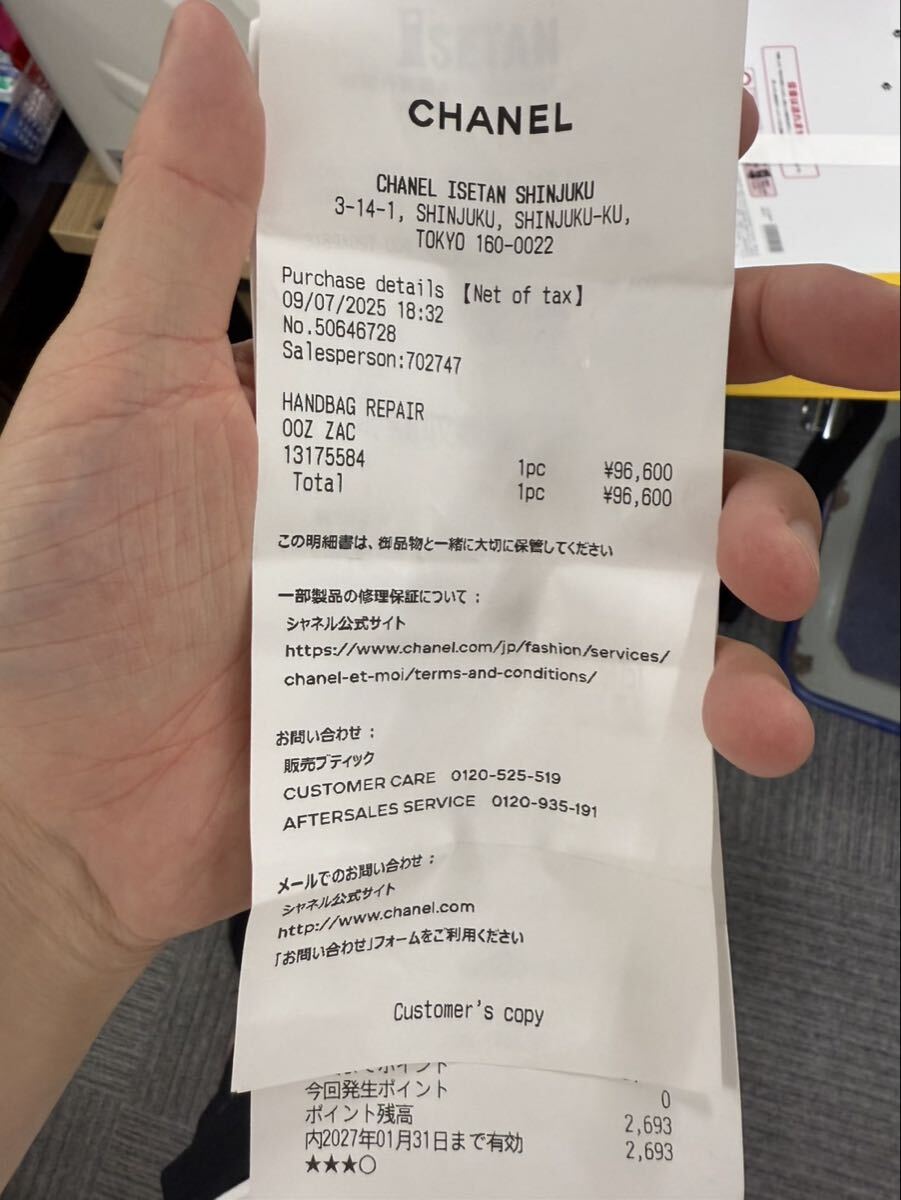 ISETAN
CHANEL
CHANEL ISETAN SHINJUKU
3-14-1, SHINJUKU, SHINJUKU-KU,
TOKYO 160-0022
Purchase details 【Net of tax】
09/07/2025 18:32
No.50646728
Salesperson:702747
HANDBAG REPAIR
OOZ ZAC
13175584 1pc ¥96,600
Total 1pc ¥96,600
この明細書は、御品物と一緒に大切に保管してください
一部製品の修理保証について：
シャネル公式サイト
https://www.chanel.com/jp/fashion/services/
chanel-et-moi/terms-and-conditions/
お問い合わせ：
販売ブティック
CUSTOMER CARE 0120-525-519
AFTERSALES SERVICE 0120-935-191
メールでのお問い合わせ：
シャネル公式サイト
http://www.chanel.com
「お問い合わせ」フォームをご利用ください
Customer's copy
ポイント
今回発生ポイント 0
ポイント残高 2,693
内2027年01月31日まで有効 2,693
★★★○